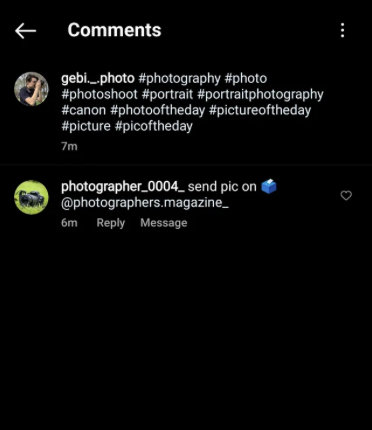 Comments
gebi._.photo #photography #photo
#photoshoot #portrait #portraitphotography
#canon #photooftheday #pictureoftheday
#picture #picoftheday
7m
photographer_0004_ send pic on 🗳️
@photographers.magazine_
6m Reply Message